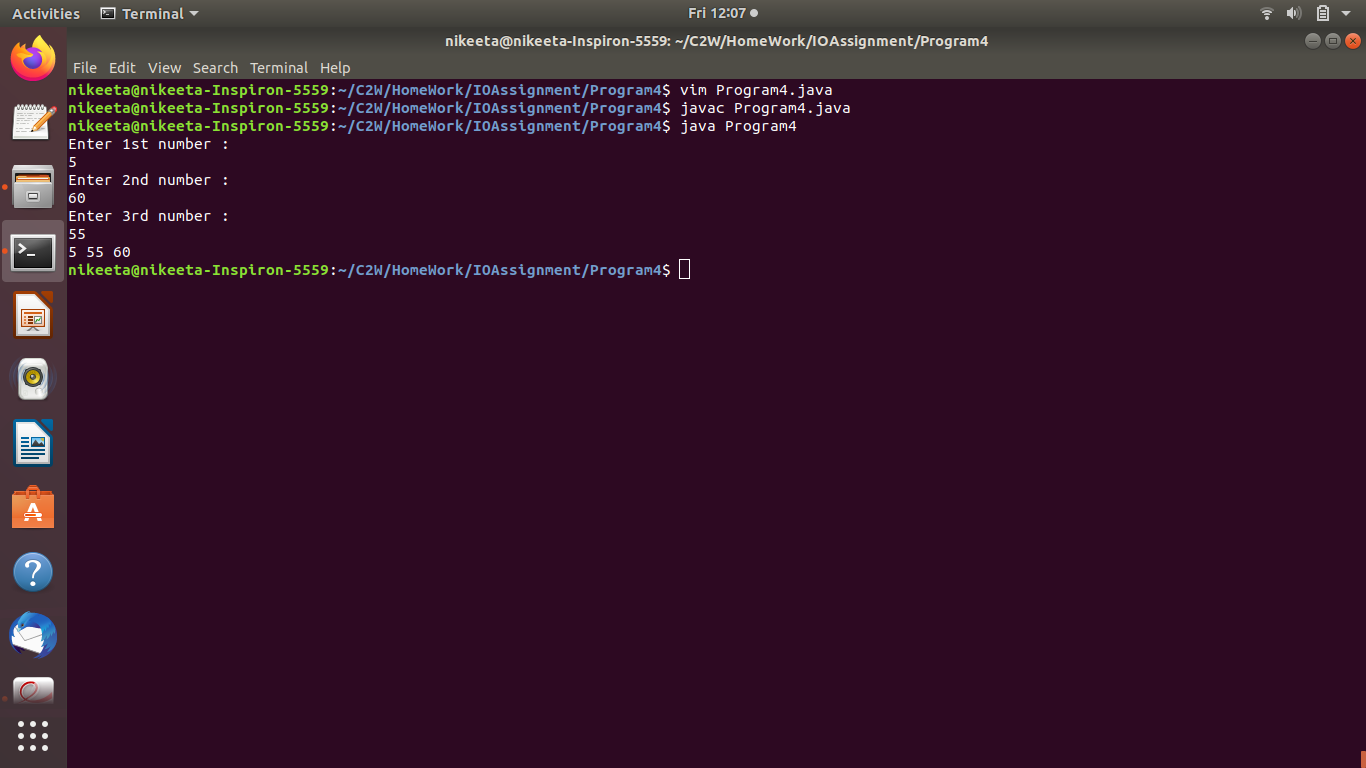 Activities Terminal Fri 12:07
nikeeta@nikeeta-Inspiron-5559: ~/C2W/HomeWork/IOAssignment/Program4
File Edit View Search Terminal Help
nikeeta@nikeeta-Inspiron-5559:~/C2W/HomeWork/IOAssignment/Program4$ vim Program4.java
nikeeta@nikeeta-Inspiron-5559:~/C2W/HomeWork/IOAssignment/Program4$ javac Program4.java
nikeeta@nikeeta-Inspiron-5559:~/C2W/HomeWork/IOAssignment/Program4$ java Program4
Enter 1st number :
5
Enter 2nd number :
60
Enter 3rd number :
55
5 55 60
nikeeta@nikeeta-Inspiron-5559:~/C2W/HomeWork/IOAssignment/Program4$